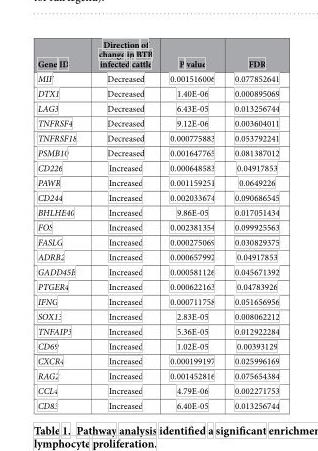 Gene ID Direction of change in BTB infected cattle P value FDR
MIF Decreased 0.001516006 0.077852641
DTX1 Decreased 1.40E-06 0.000895069
LAG3 Decreased 6.43E-05 0.013256744
TNFRSF4 Decreased 9.12E-06 0.003604011
TNFRSF18 Decreased 0.000775883 0.053792241
PSMB10 Decreased 0.001647765 0.081387012
CD226 Increased 0.000648583 0.04917853
PAWR Increased 0.001159251 0.0649226
CD244 Increased 0.002033674 0.090686545
BHLHE40 Increased 9.86E-05 0.017051434
FOS Increased 0.002381354 0.099925563
FASLG Increased 0.000275069 0.030829375
ADRB2 Increased 0.000657992 0.04917853
GADD45B Increased 0.000581126 0.045671392
PTGER4 Increased 0.000622163 0.04783926
IFNG Increased 0.000711758 0.051656956
SOX13 Increased 2.83E-05 0.008062212
TNFAIP3 Increased 5.36E-05 0.012922284
CD69 Increased 1.02E-05 0.00393129
CXCR4 Increased 0.000199197 0.025996169
RAG2 Increased 0.001452816 0.075654384
CCL4 Increased 4.79E-06 0.002271753
CD83 Increased 6.40E-05 0.013256744
Table 1. Pathway analysis identified a significant enrichmen
lymphocyte proliferation.